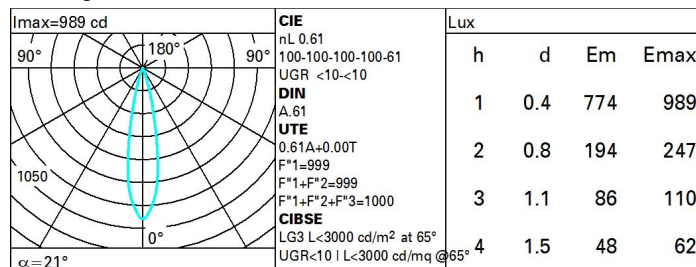 Imax=989 cd
90°
180°
90°
1050
0°
α=21°
CIE
nL 0.61
100-100-100-100-61
UGR <10-<10
DIN
A.61
UTE
0.61A+0.00T
F"1=999
F"1+F"2=999
F"1+F"2+F"3=1000
CIBSE
LG3 L<3000 cd/m² at 65°
UGR<10 | L<3000 cd/mq @65°
Lux
h d Em Emax
1 0.4 774 989
2 0.8 194 247
3 1.1 86 110
4 1.5 48 62